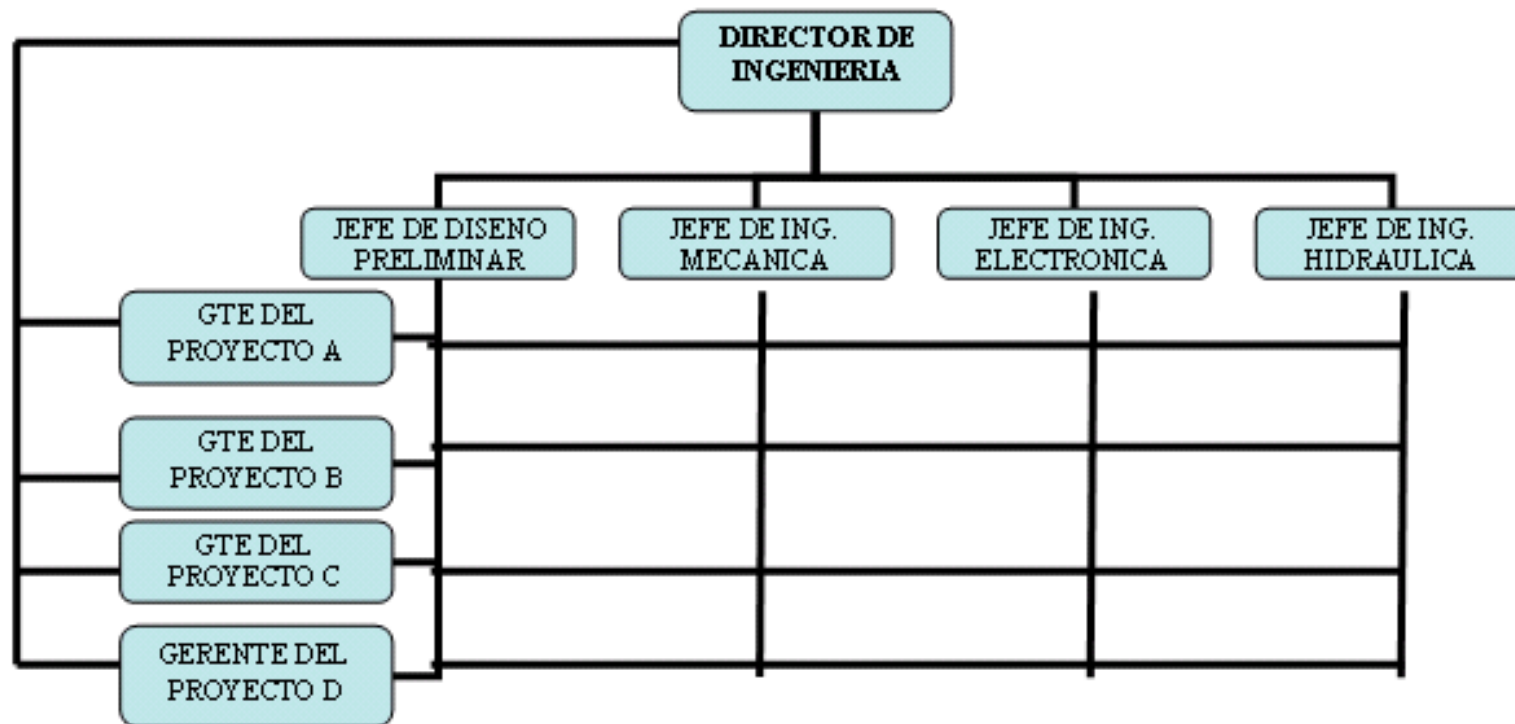 DIRECTOR DE
INGENIERIA
JEFE DE DISENO
PRELIMINAR
JEFE DE ING.
MECANICA
JEFE DE ING.
ELECTRONICA
JEFE DE ING.
HIDRAULICA
GTE DEL
PROYECTO A
GTE DEL
PROYECTO B
GTE DEL
PROYECTO C
GERENTE DEL
PROYECTO D